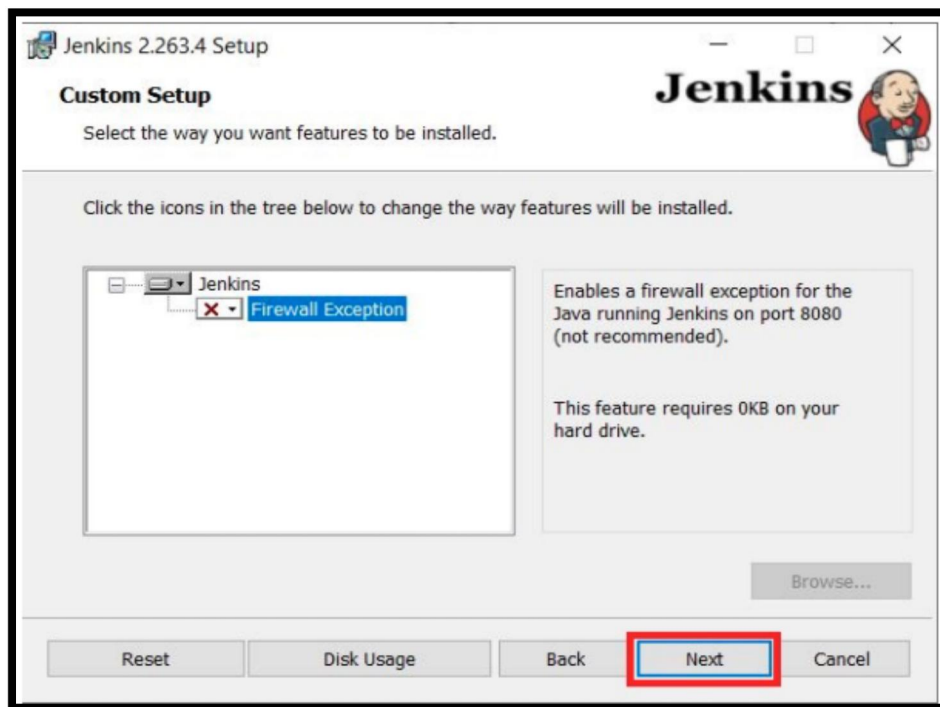 Jenkins 2.263.4 Setup
Custom Setup
Jenkins
Select the way you want features to be installed.
Click the icons in the tree below to change the way features will be installed.
Jenkins
Firewall Exception
Enables a firewall exception for the
Java running Jenkins on port 8080
(not recommended).
This feature requires 0KB on your
hard drive.
Browse...
Reset
Disk Usage
Back
Next
Cancel